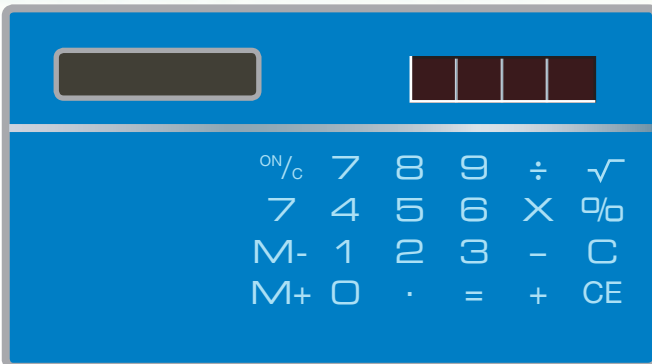 ON/C 7 8 9 ÷ √
7 4 5 6 X %
M- 1 2 3 - C
M+ 0 . = + CE